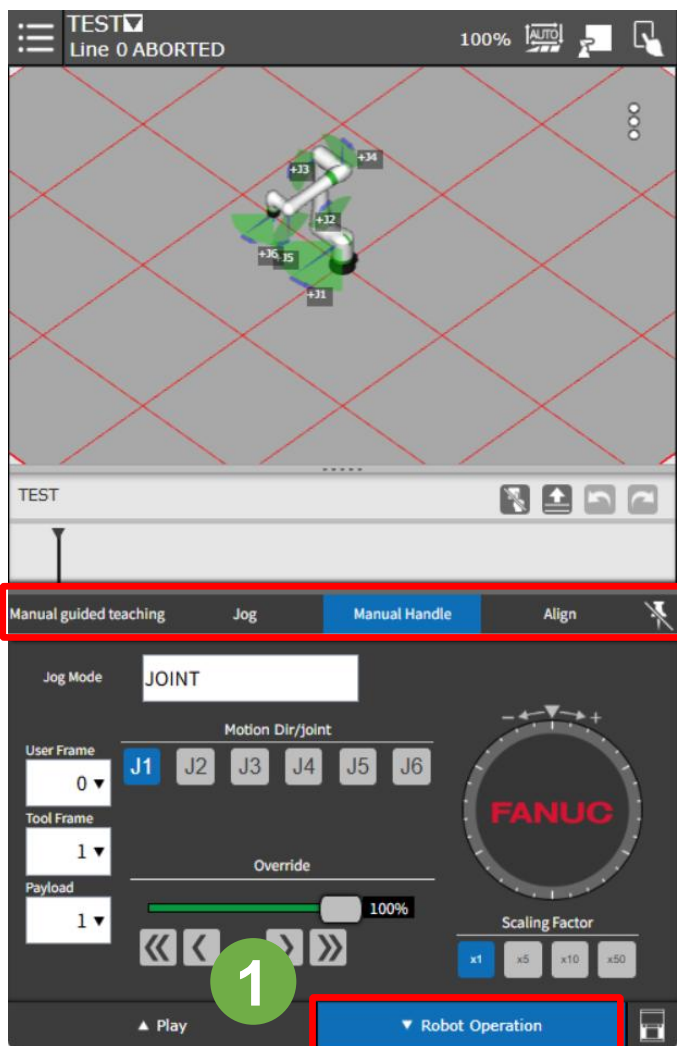 TEST
Line 0 ABORTED
100%
AUTO
+J3
+J4
+J2
+J6
J5
+J1
TEST
Manual guided teaching Jog Manual Handle Align
Jog Mode JOINT
Motion Dir/joint
User Frame
J1 J2 J3 J4 J5 J6
0
- +
Tool Frame
1
FANUC
Override
Payload
1
100%
Scaling Factor
x1 x5 x10 x50
1
▲ Play ▼ Robot Operation